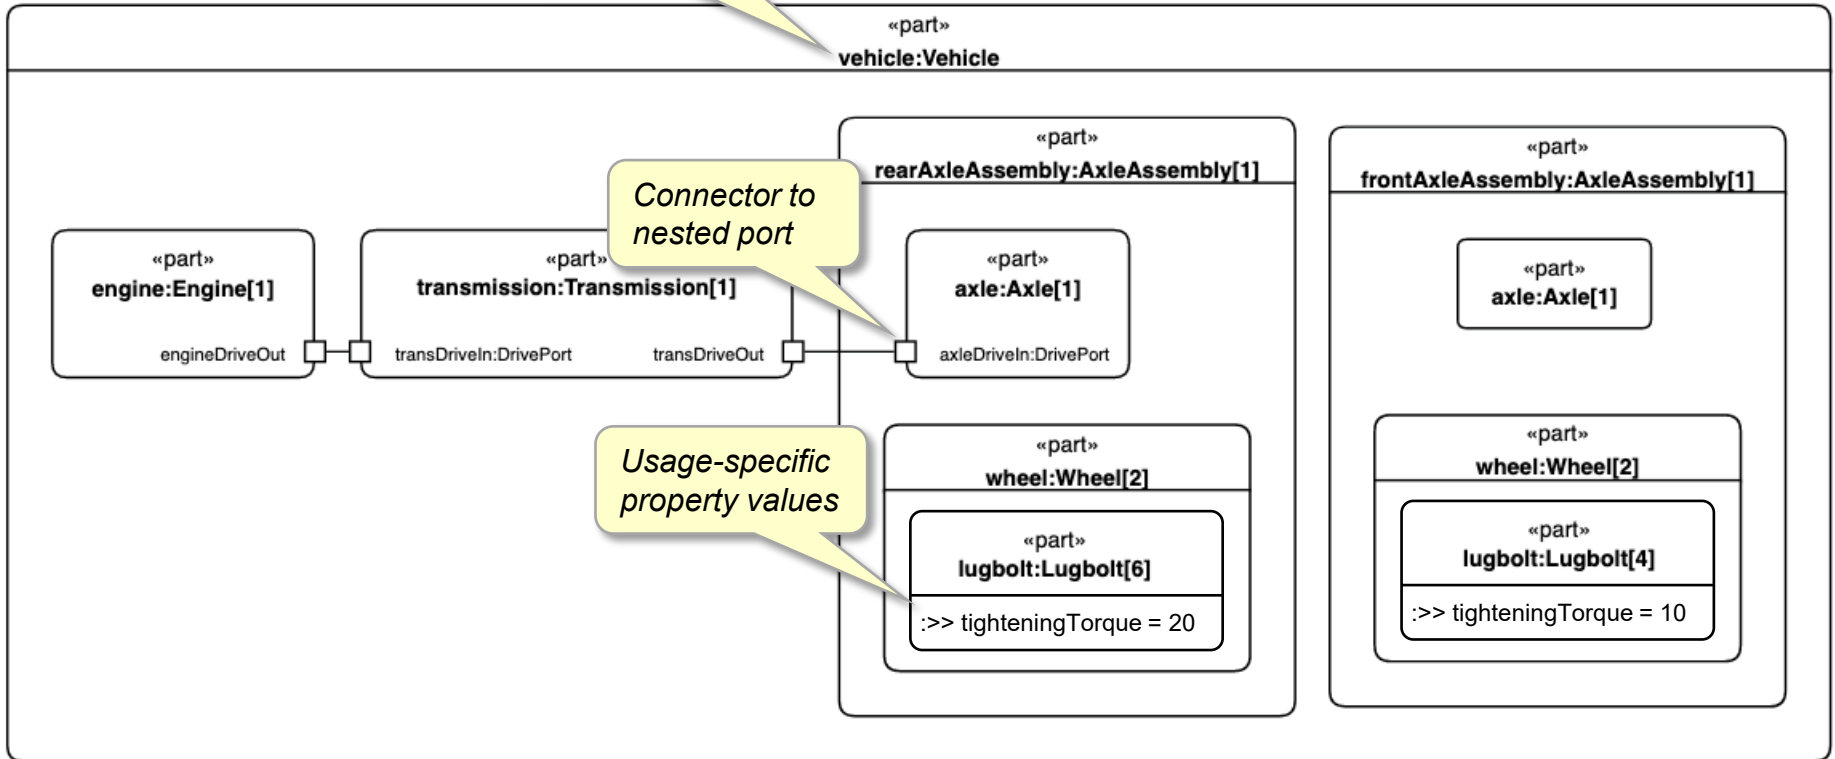 «part»
vehicle:Vehicle
«part»
rearAxleAssembly:AxleAssembly[1]
«part»
frontAxleAssembly:AxleAssembly[1]
Connector to
nested port
«part»
engine:Engine[1]
engineDriveOut
«part»
transmission:Transmission[1]
transDriveIn:DrivePort
transDriveOut
«part»
axle:Axle[1]
axleDriveIn:DrivePort
«part»
axle:Axle[1]
Usage-specific
property values
«part»
wheel:Wheel[2]
«part»
lugbolt:Lugbolt[6]
:>> tighteningTorque = 20
«part»
wheel:Wheel[2]
«part»
lugbolt:Lugbolt[4]
:>> tighteningTorque = 10